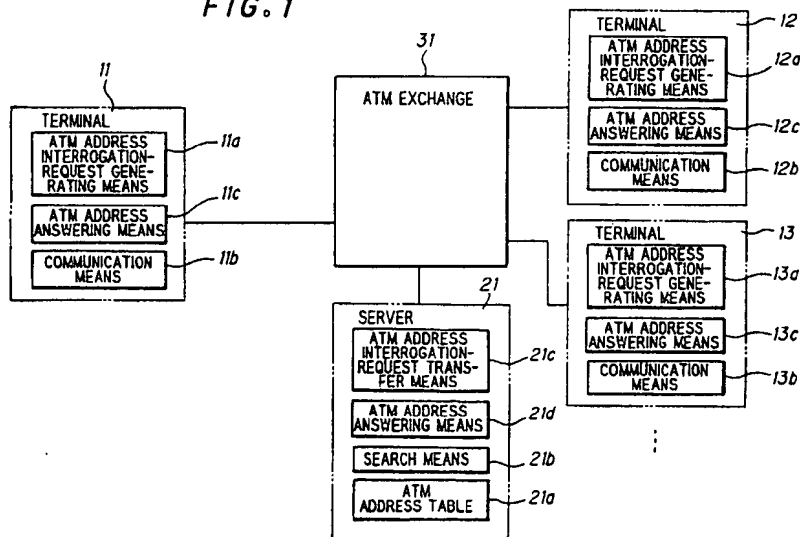 FIG. 1
11
TERMINAL
ATM ADDRESS
INTERROGATION-
REQUEST GENE-
RATING MEANS
11a
ATM ADDRESS
ANSWERING MEANS
11c
COMMUNICATION
MEANS
11b
31
ATM EXCHANGE
TERMINAL
12
ATM ADDRESS
INTERROGATION-
REQUEST GENE-
RATING MEANS
12a
ATM ADDRESS
ANSWERING MEANS
12c
COMMUNICATION
MEANS
12b
TERMINAL
13
ATM ADDRESS
INTERROGATION-
REQUEST GENE-
RATING MEANS
13a
ATM ADDRESS
ANSWERING MEANS
13c
COMMUNICATION
MEANS
13b
21
SERVER
ATM ADDRESS
INTERROGATION-
REQUEST TRANS-
FER MEANS
21c
ATM ADDRESS
ANSWERING MEANS
21d
SEARCH MEANS
21b
ATM
ADDRESS TABLE
21a